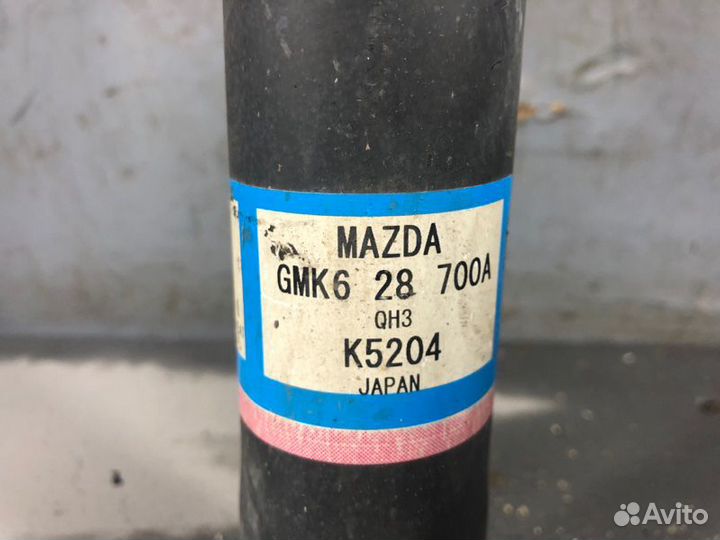 MAZDA
GMK6 28 700A
QH3
K5204
JAPAN
Avito